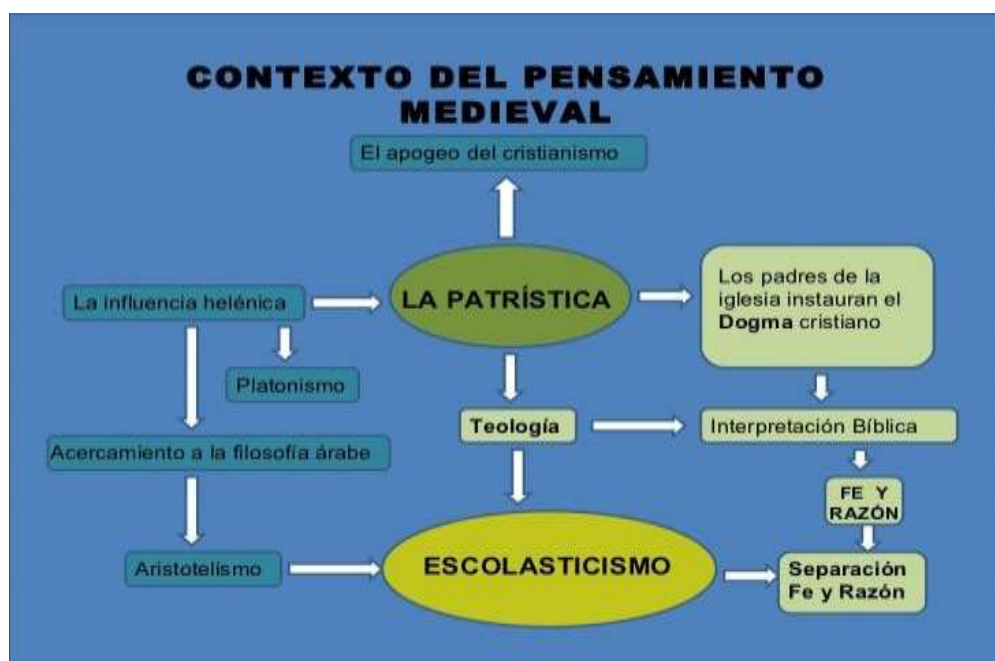 CONTEXTO DEL PENSAMIENTO
MEDIEVAL
El apogeo del cristianismo
La influencia helénica
LA PATRÍSTICA
Los padres de la
iglesia instauran el
Dogma cristiano
Platonismo
Teología
Interpretación Bíblica
Acercamiento a la filosofía árabe
FE Y
RAZÓN
Aristotelismo
ESCOLASTICISMO
Separación
Fe y Razón